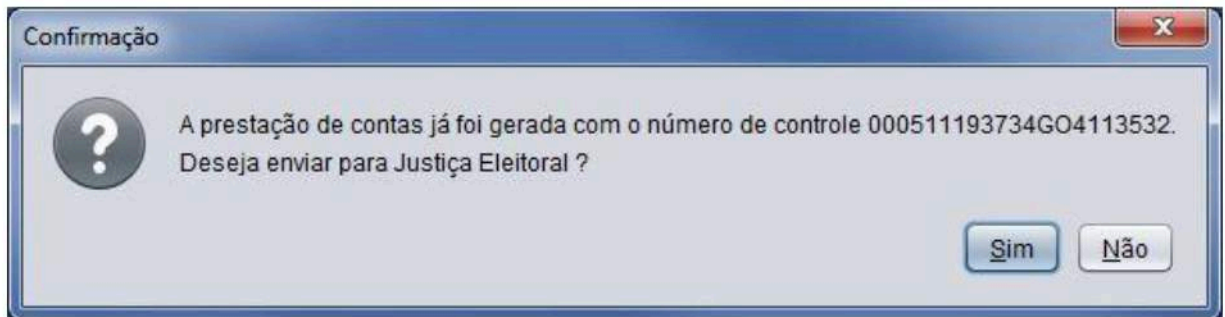 Confirmação
A prestação de contas já foi gerada com o número de controle 000511193734GO4113532.
Deseja enviar para Justiça Eleitoral ?
Sim Não